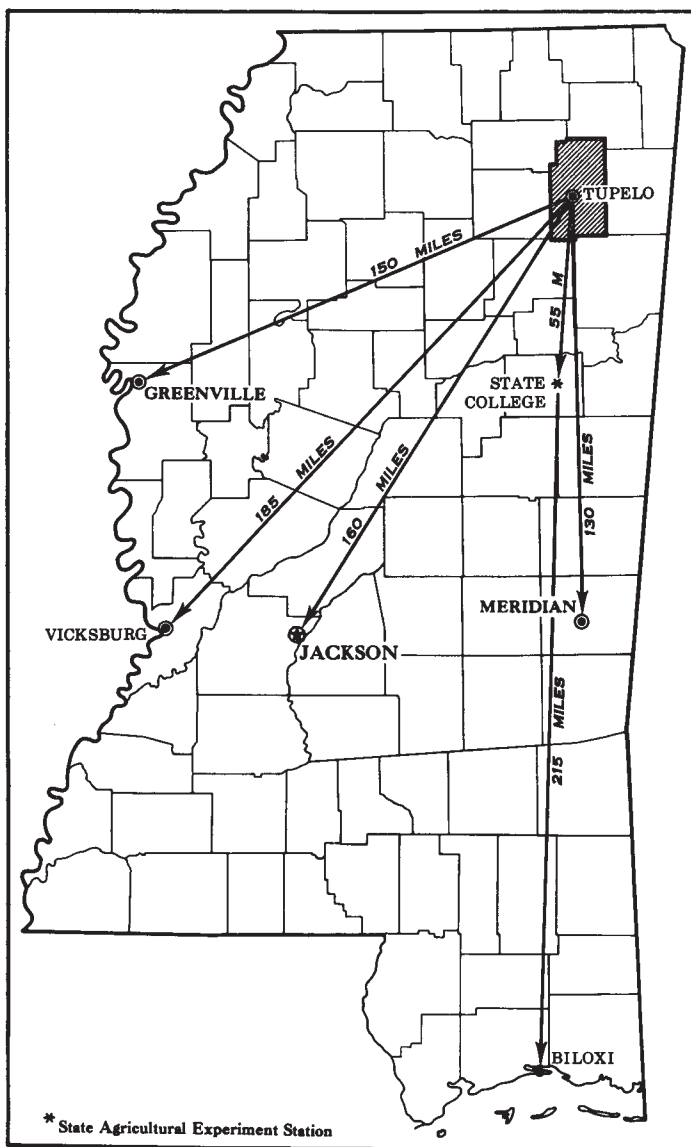 TUPELO
150 MILES
55 M
GREENVILLE
STATE
COLLEGE *
185 MILES
160 MILES
130 MILES
MERIDIAN
VICKSBURG
JACKSON
215 MILES
BILOXI
* State Agricultural Experiment Station